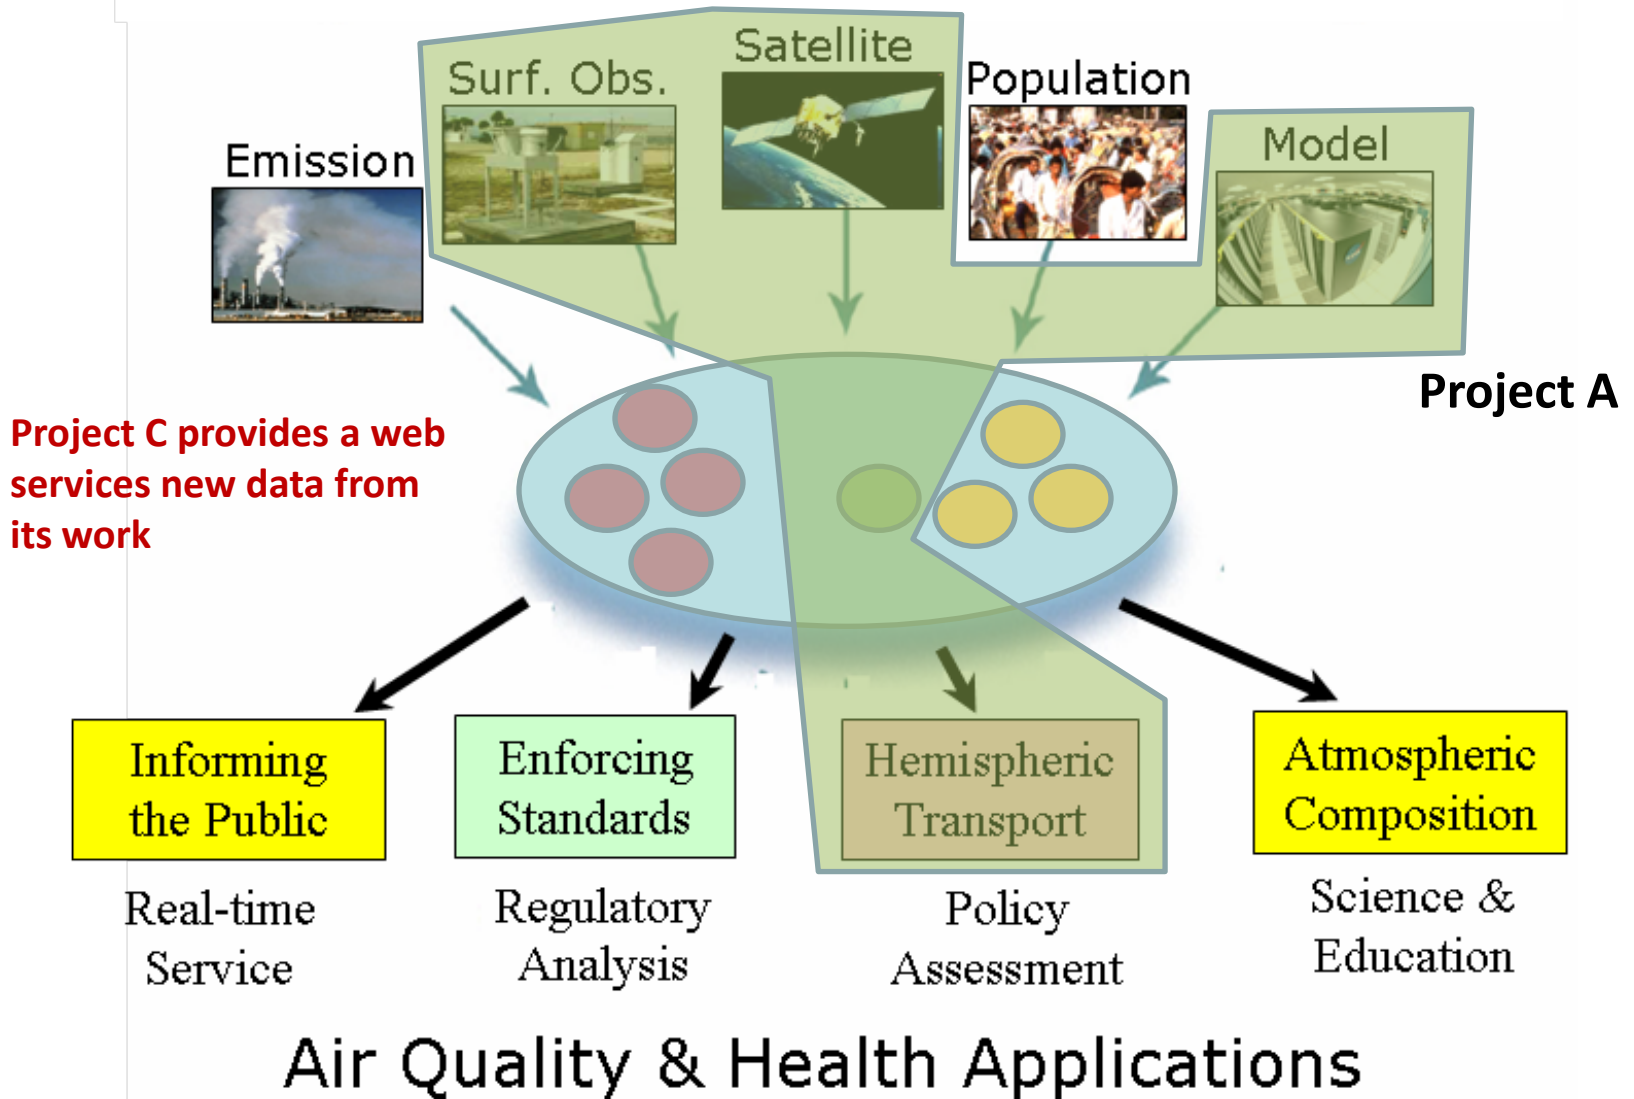 Satellite
Surf. Obs.
Population
Model
Emission
Project A
Project C provides a web
services new data from
its work
Informing
the Public
Enforcing
Standards
Hemispheric
Transport
Atmospheric
Composition
Real-time
Service
Regulatory
Analysis
Policy
Assessment
Science &
Education
Air Quality & Health Applications